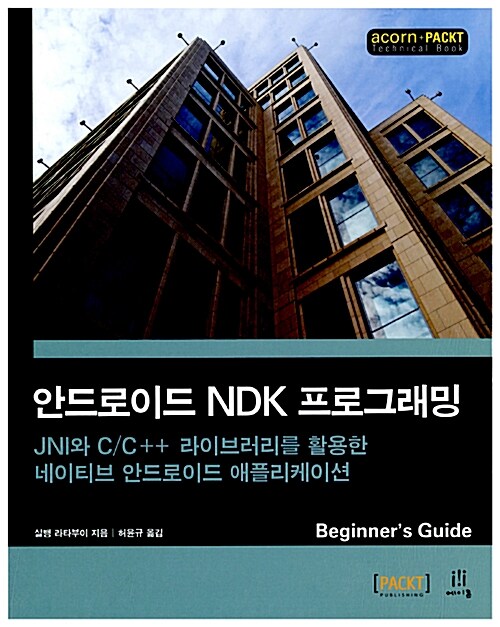 acorn+PACKT
Technical Book
안드로이드 NDK 프로그래밍
JNI와 C/C++ 라이브러리를 활용한
네이티브 안드로이드 애플리케이션
실뱅 라타부이 지음 | 허윤규 옮김
Beginner's Guide
[PACKT]
PUBLISHING
에이콘